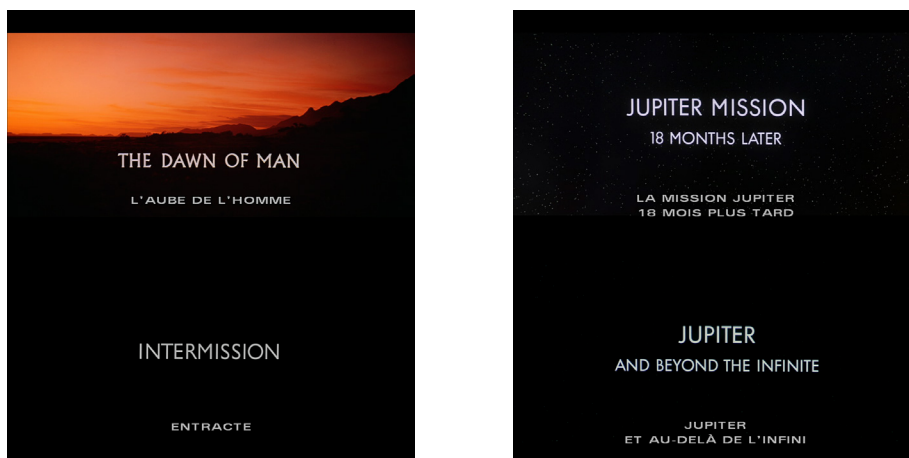 THE DAWN OF MAN
L'AUBE DE L'HOMME
INTERMISSION
ENTRACTE
JUPITER MISSION
18 MONTHS LATER
LA MISSION JUPITER
18 MOIS PLUS TARD
JUPITER
AND BEYOND THE INFINITE
JUPITER
ET AU-DELÀ DE L'INFINI